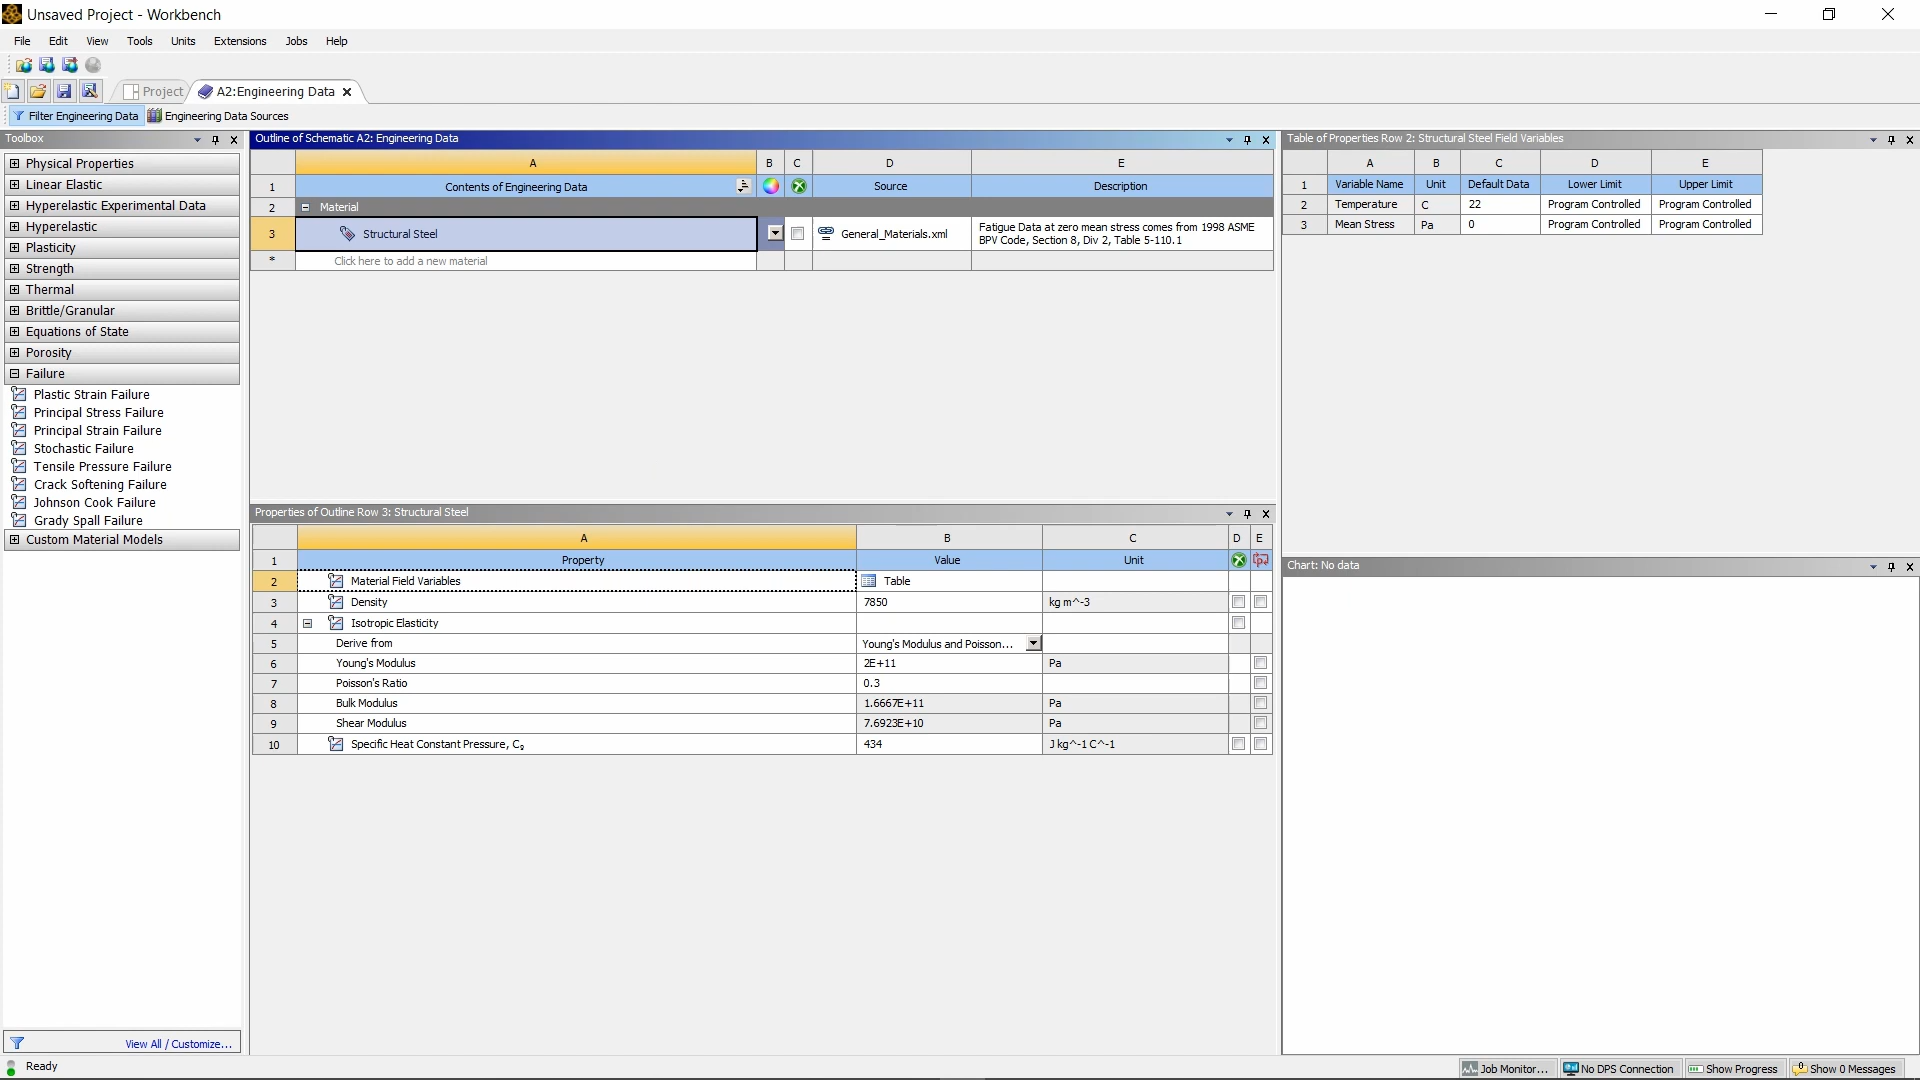 Unsaved Project - Workbench
File Edit View Tools Units Extensions Jobs Help
Project A2:Engineering Data
Filter Engineering Data Engineering Data Sources
Toolbox
Physical Properties
Linear Elastic
Hyperelastic Experimental Data
Hyperelastic
Plasticity
Strength
Thermal
Brittle/Granular
Equations of State
Porosity
Failure
Plastic Strain Failure
Principal Stress Failure
Principal Strain Failure
Stochastic Failure
Tensile Pressure Failure
Crack Softening Failure
Johnson Cook Failure
Grady Spall Failure
Custom Material Models
View All / Customize...
Outline of Schematic A2: Engineering Data
A B C D E
1 Contents of Engineering Data Source Description
2 Material
3 Structural Steel General_Materials.xml Fatigue Data at zero mean stress comes from 1998 ASME
BPV Code, Section 8, Div 2, Table 5-110.1
* Click here to add a new material
Properties of Outline Row 3: Structural Steel
A B C D E
1 Property Value Unit
2 Material Field Variables Table
3 Density 7850 kg m^-3
4 Isotropic Elasticity
5 Derive from Young's Modulus and Poisson...
6 Young's Modulus 2E+11 Pa
7 Poisson's Ratio 0.3
8 Bulk Modulus 1.6667E+11 Pa
9 Shear Modulus 7.6923E+10 Pa
10 Specific Heat Constant Pressure, Cₚ 434 J kg^-1 C^-1
Table of Properties Row 2: Structural Steel Field Variables
A B C D E
1 Variable Name Unit Default Data Lower Limit Upper Limit
2 Temperature C 22 Program Controlled Program Controlled
3 Mean Stress Pa 0 Program Controlled Program Controlled
Chart: No data
Ready
Job Monitor... No DPS Connection Show Progress Show 0 Messages